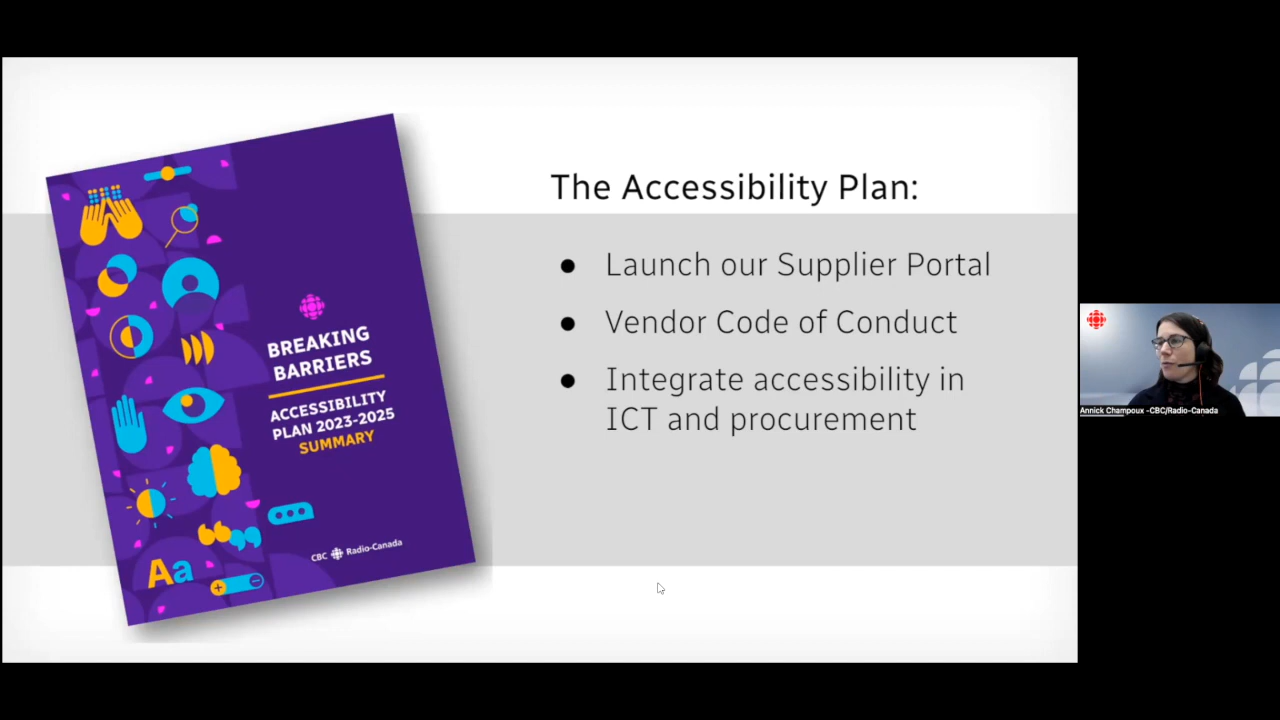 BREAKING
BARRIERS
ACCESSIBILITY
PLAN 2023-2025
SUMMARY
Aa
CBC Radio-Canada
The Accessibility Plan:
● Launch our Supplier Portal
● Vendor Code of Conduct
● Integrate accessibility in
ICT and procurement
Annick Champoux -CBC/Radio-Canada